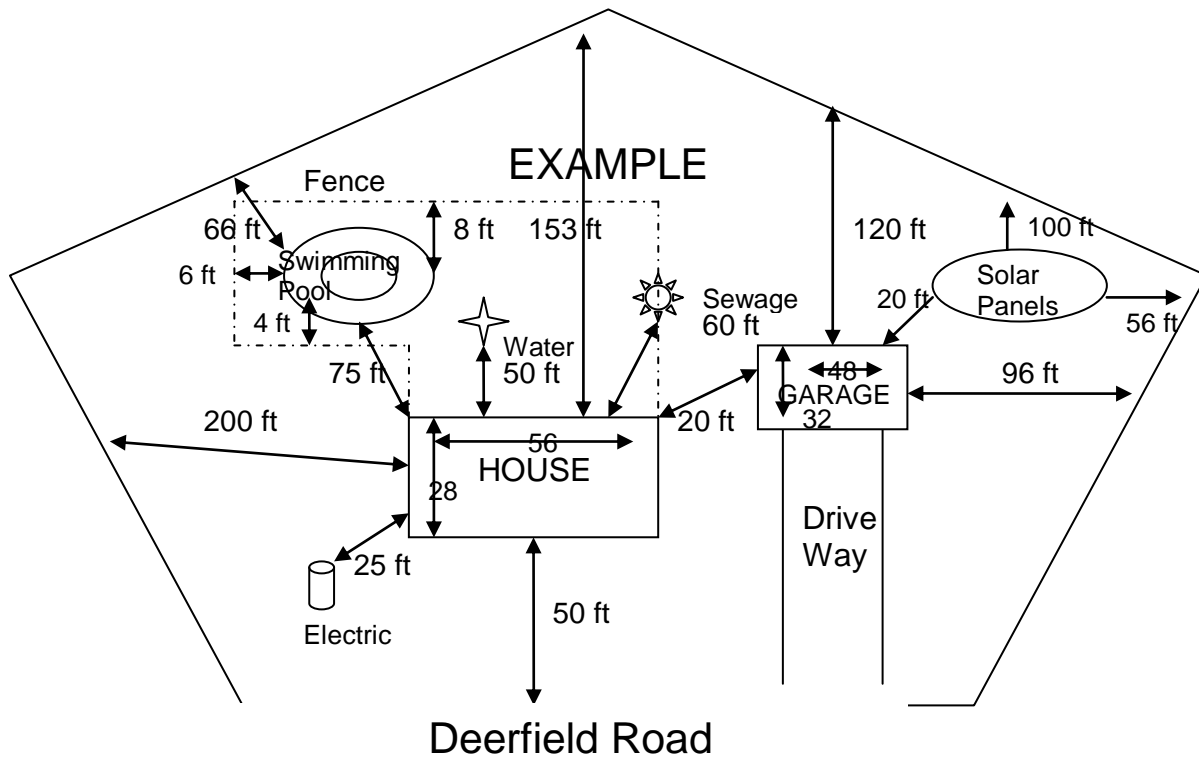 EXAMPLE
Fence
66 ft
8 ft
153 ft
120 ft
100 ft
6 ft
Swimming
Pool
Solar
Panels
Sewage
60 ft
20 ft
56 ft
4 ft
Water
50 ft
75 ft
48
GARAGE
32
96 ft
200 ft
20 ft
56
HOUSE
28
Drive
Way
25 ft
50 ft
Electric
Deerfield Road